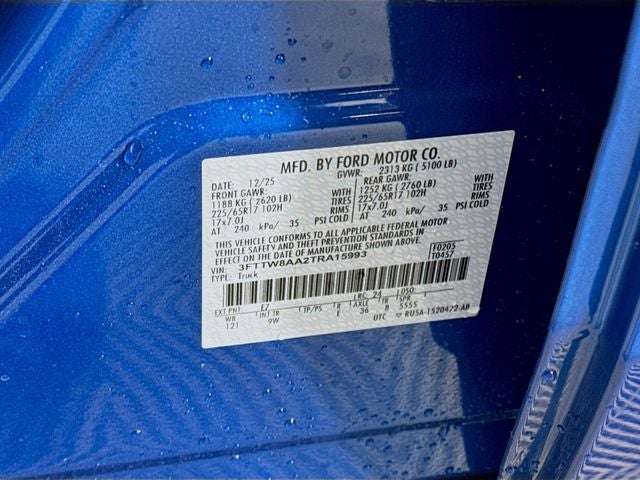 MFD. BY FORD MOTOR CO.
DATE: 12/25 GVWR: 2313 KG ( 5100 LB)
FRONT GAWR: REAR GAWR: WITH
1188 KG ( 2620 LB) WITH 1252 KG ( 2760 LB) TIRES
225/65R17 102H TIRES 225/65R17 102H RIMS
17x7.0J RIMS 17x7.0J
AT 240 kPa/ 35 PSI COLD AT 240 kPa/ 35 PSI COLD
THIS VEHICLE CONFORMS TO ALL APPLICABLE FEDERAL MOTOR
VEHICLE SAFETY, BUMPER, AND THEFT PREVENTION STANDARDS IN
EFFECT ON THE DATE OF MANUFACTURE SHOWN ABOVE.
VIN: 3FTTW8AA2TRA15993 F0205
TYPE: Truck T0457
EXT PNT: E7 RC: 24 DSO:
WB INT TR TP/PS R AXLE TR SPR
121 9W E 36 8 5555
UTC RU5A-1520472-AB